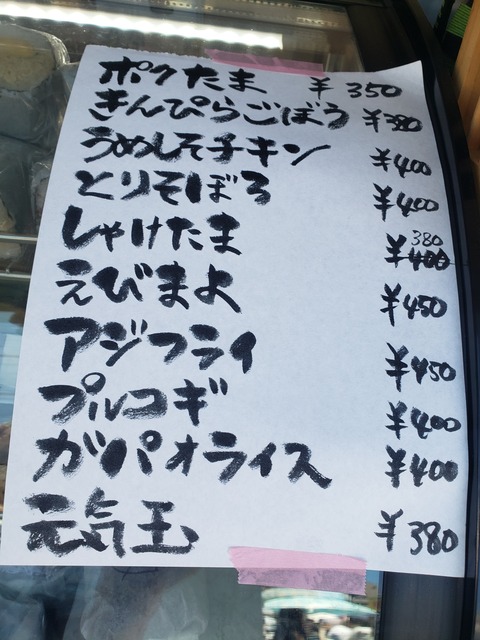 ポクたま ¥350
きんぴらごぼう ¥380
うめしそチキン ¥400
とりそぼろ ¥400
しゃけたま ¥400 380
えびまよ ¥450
アジフライ ¥450
プルコギ ¥400
ガパオライス ¥400
元気玉 ¥380